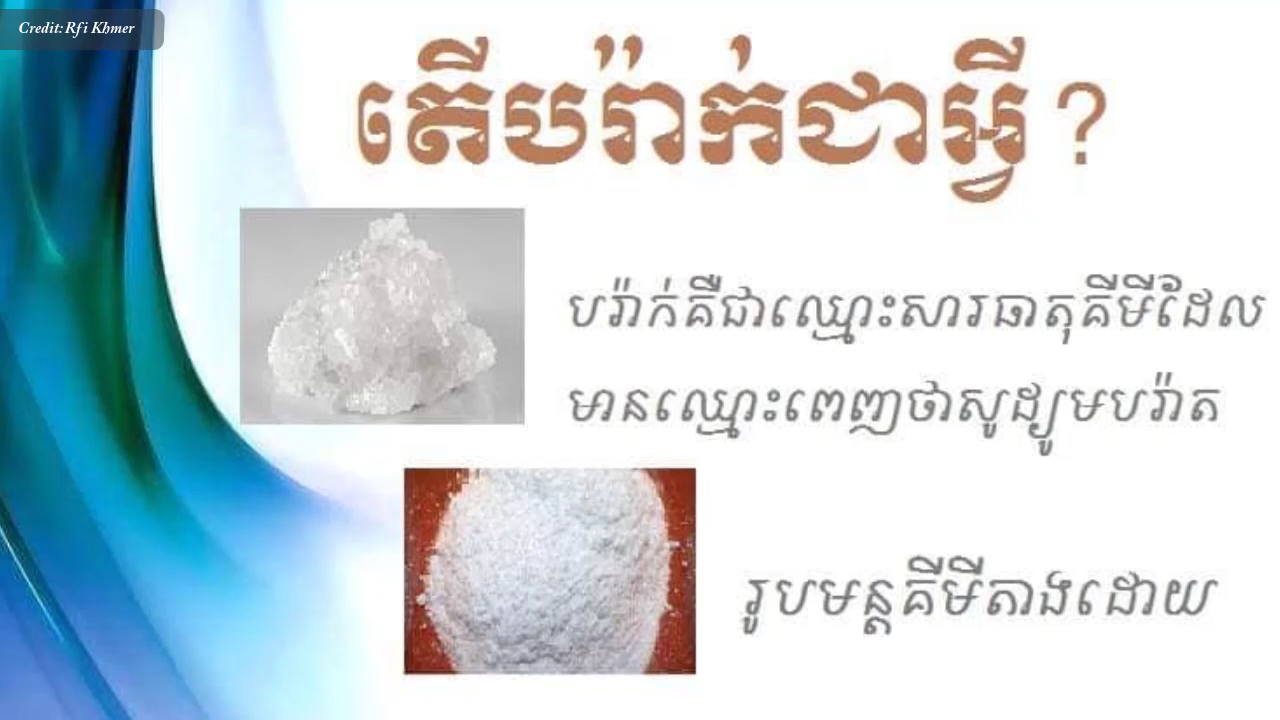 Credit: Rfi Khmer
តើបរ៉ាក់ជាអ្វី ?
បរ៉ាក់គឺជាឈ្មោះសារធាតុគីមីដែល
មានឈ្មោះពេញថាសូដ្យូមបរ៉ាត
រូបមន្តគីមីតាងដោយ